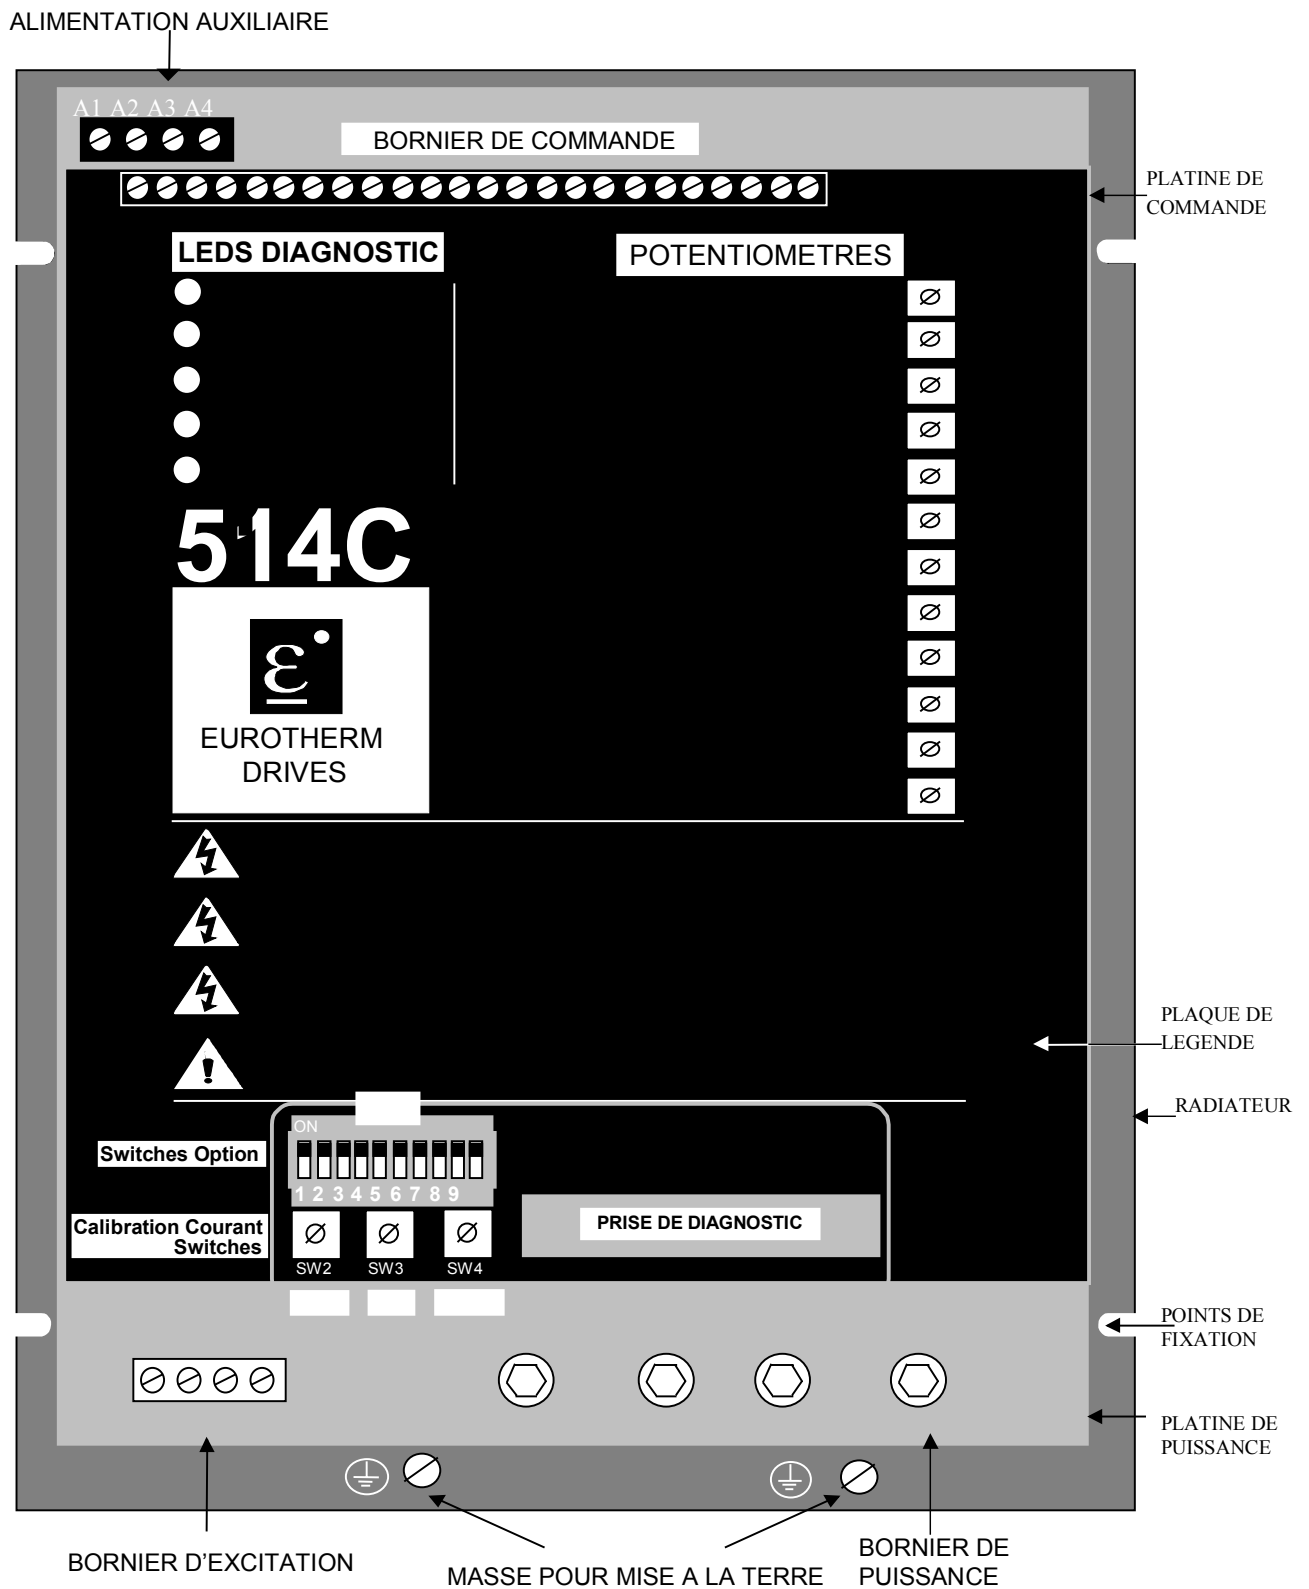 ALIMENTATION AUXILIAIRE
A1 A2 A3 A4
BORNIER DE COMMANDE
PLATINE DE
COMMANDE
LEDS DIAGNOSTIC
POTENTIOMETRES
514C
ε
EUROTHERM
DRIVES
PLAQUE DE
LEGENDE
RADIATEUR
ON
Switches Option
1 2 3 4 5 6 7 8 9
Calibration Courant
Switches
PRISE DE DIAGNOSTIC
SW2 SW3 SW4
POINTS DE
FIXATION
PLATINE DE
PUISSANCE
BORNIER D'EXCITATION
MASSE POUR MISE A LA TERRE
BORNIER DE
PUISSANCE